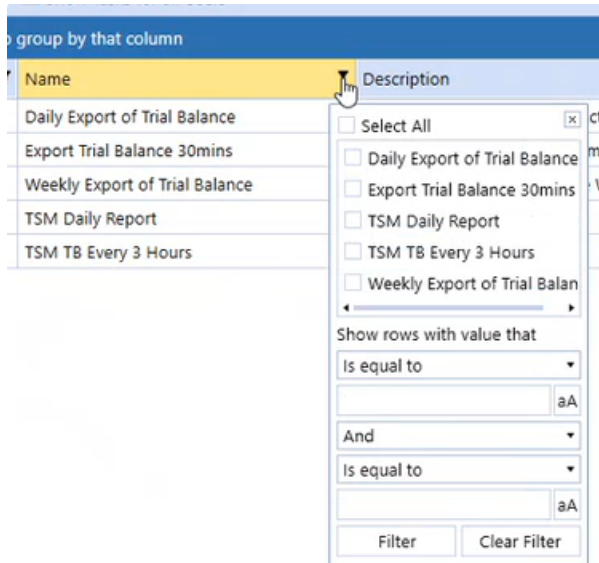 group by that column
Name
Description
Daily Export of Trial Balance
Export Trial Balance 30mins
Weekly Export of Trial Balance
TSM Daily Report
TSM TB Every 3 Hours
Select All
Daily Export of Trial Balance
Export Trial Balance 30mins
TSM Daily Report
TSM TB Every 3 Hours
Weekly Export of Trial Balan
Show rows with value that
Is equal to
aA
And
Is equal to
aA
Filter
Clear Filter